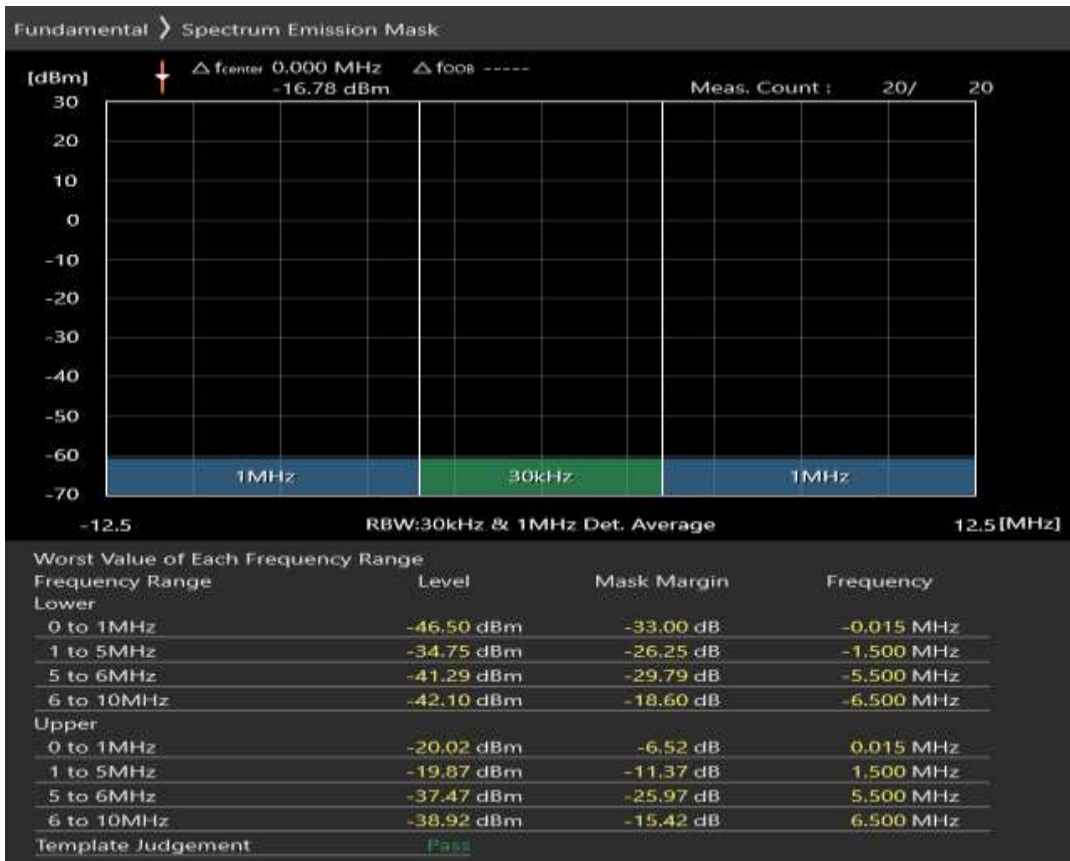 Fundamental 〉 Spectrum Emission Mask
[dBm] △ fcenter 0.000 MHz △ fOOB -----
-16.78 dBm Meas. Count : 20/ 20
30
20
10
0
-10
-20
-30
-40
-50
-60
1MHz 30kHz 1MHz
-70
-12.5 RBW:30kHz & 1MHz Det. Average 12.5 [MHz]
Worst Value of Each Frequency Range
Frequency Range Level Mask Margin Frequency
Lower
0 to 1MHz -46.50 dBm -33.00 dB -0.015 MHz
1 to 5MHz -34.75 dBm -26.25 dB -1.500 MHz
5 to 6MHz -41.29 dBm -29.79 dB -5.500 MHz
6 to 10MHz -42.10 dBm -18.60 dB -6.500 MHz
Upper
0 to 1MHz -20.02 dBm -6.52 dB 0.015 MHz
1 to 5MHz -19.87 dBm -11.37 dB 1.500 MHz
5 to 6MHz -37.47 dBm -25.97 dB 5.500 MHz
6 to 10MHz -38.92 dBm -15.42 dB 6.500 MHz
Template Judgement Pass